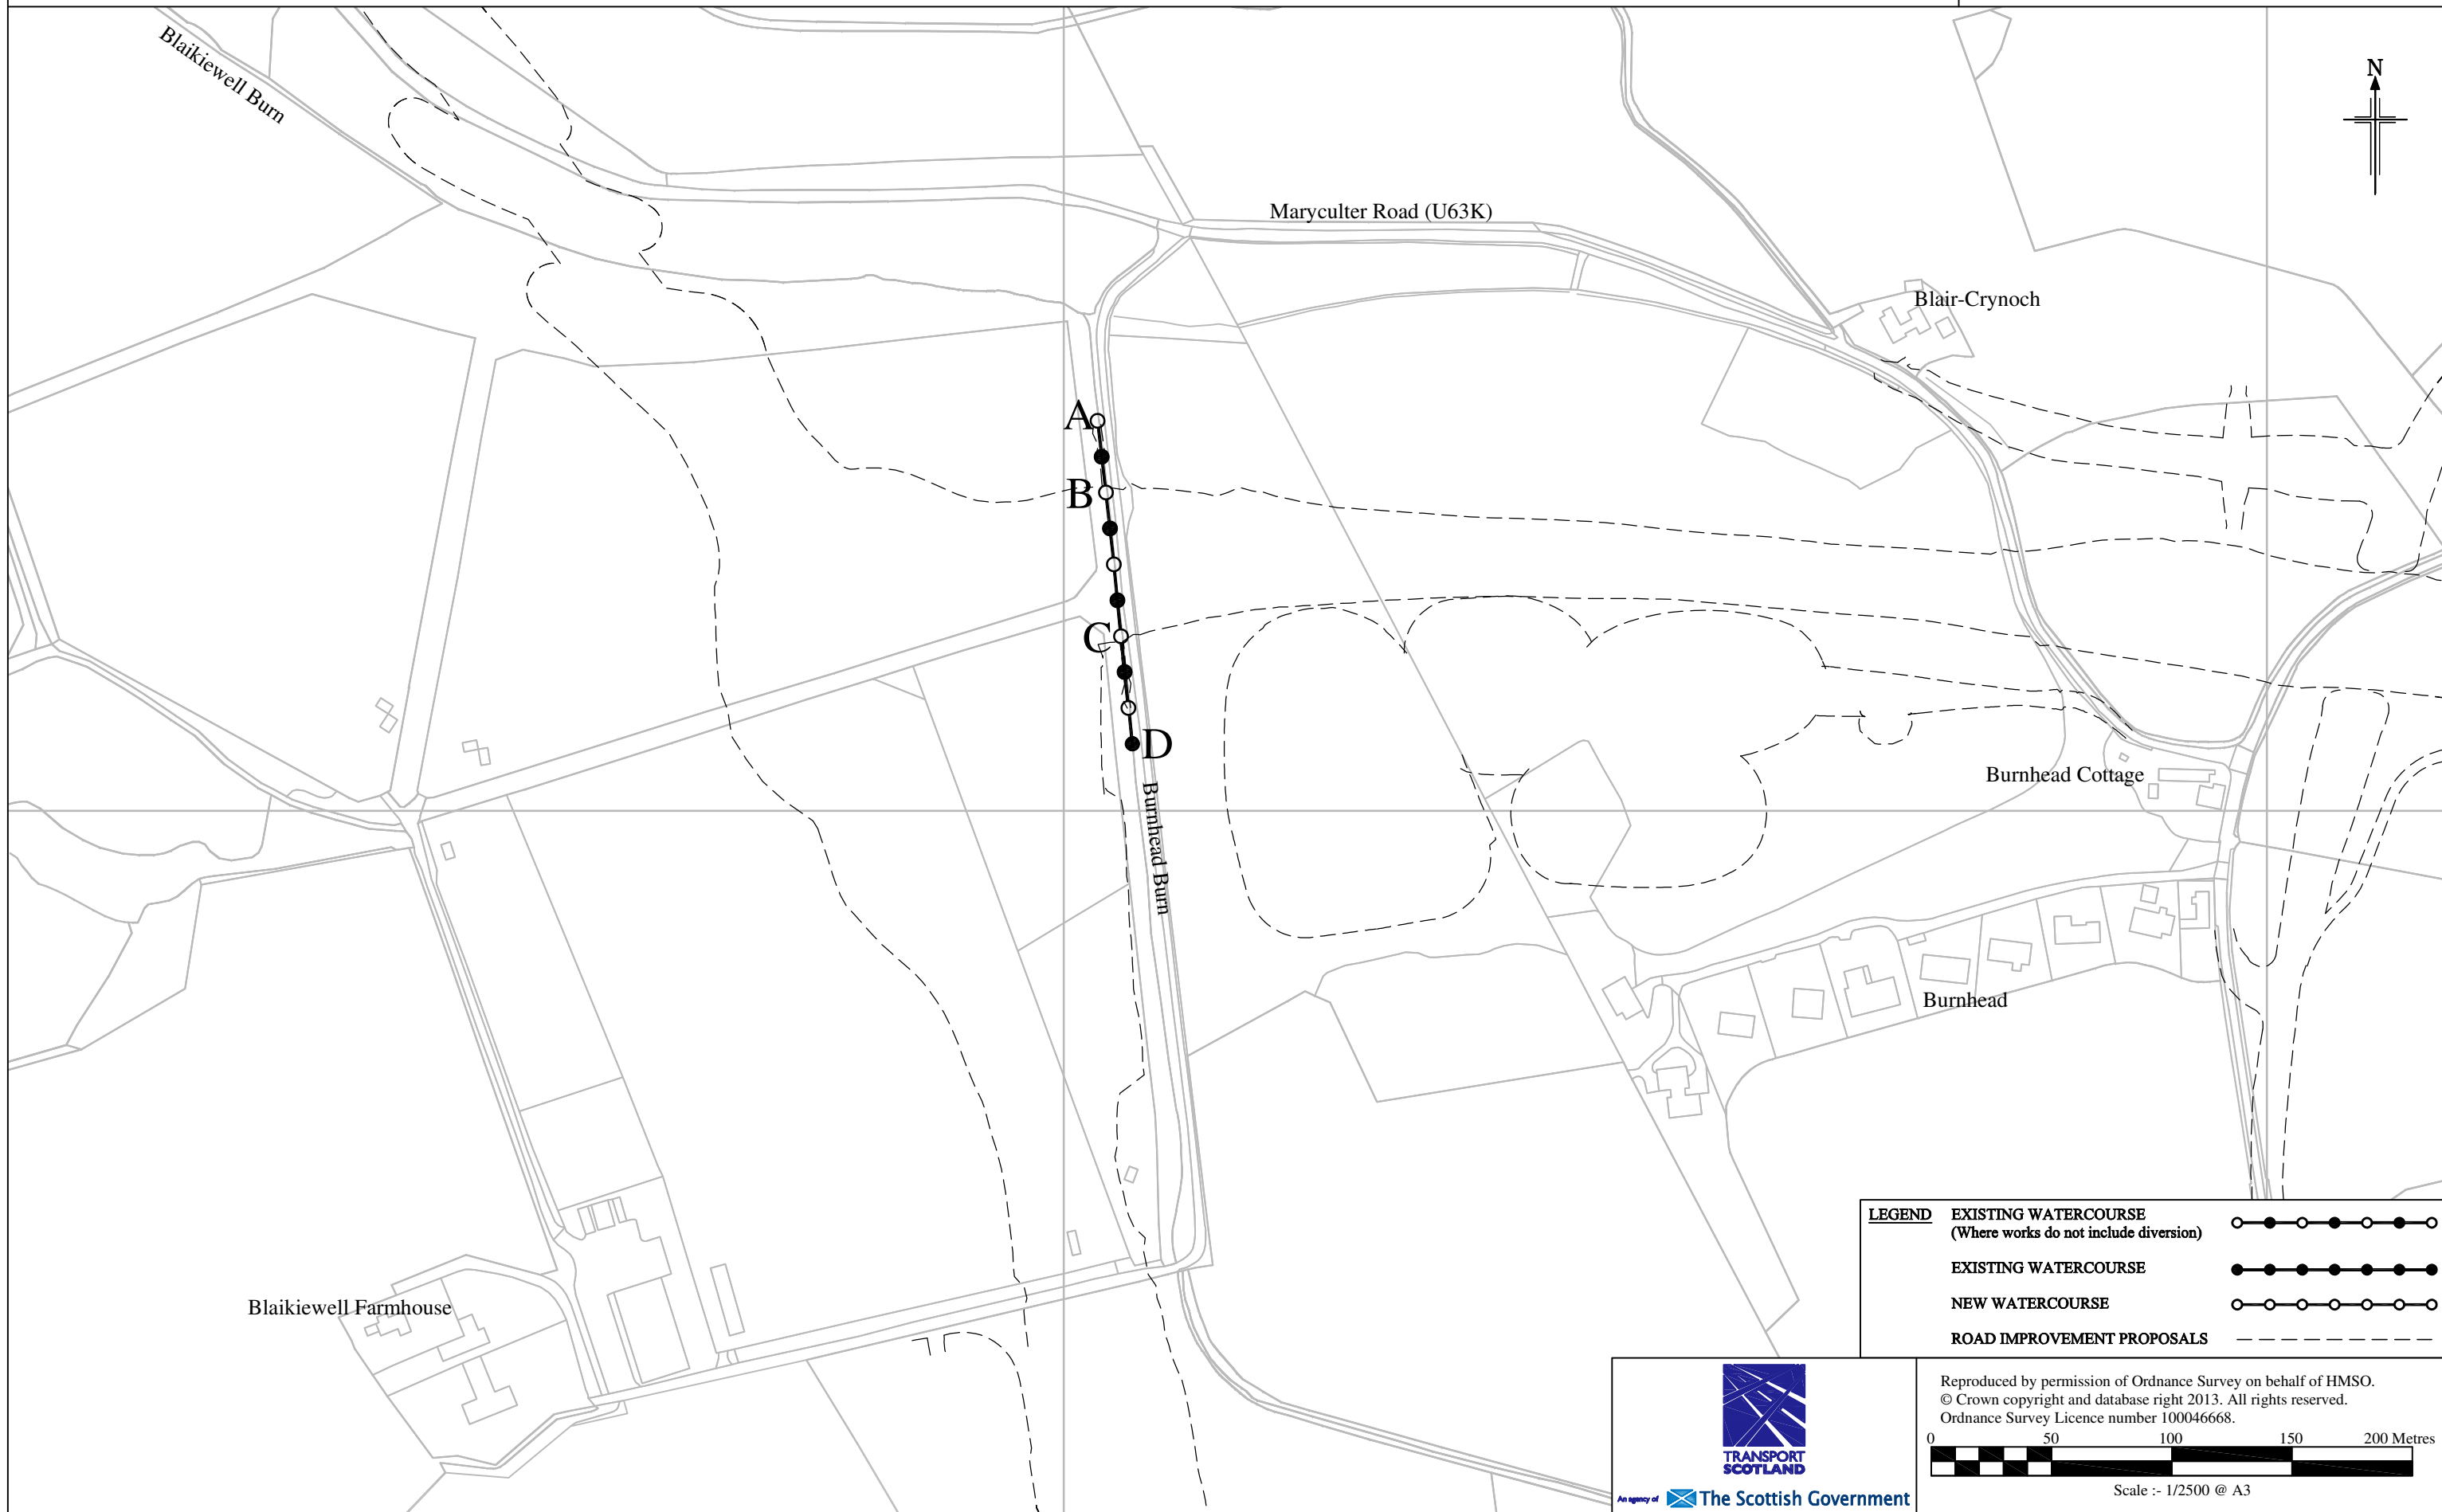 Blaikiewell Burn
N
Maryculter Road (U63K)
Blair-Crynoch
A
B
C
D
Burnhead Burn
Burnhead Cottage
Burnhead
Blaikiewell Farmhouse
LEGEND
EXISTING WATERCOURSE
(Where works do not include diversion)
EXISTING WATERCOURSE
NEW WATERCOURSE
ROAD IMPROVEMENT PROPOSALS
TRANSPORT
SCOTLAND
An agency of The Scottish Government
Reproduced by permission of Ordnance Survey on behalf of HMSO.
© Crown copyright and database right 2013. All rights reserved.
Ordnance Survey Licence number 100046668.
0 50 100 150 200 Metres
Scale :- 1/2500 @ A3